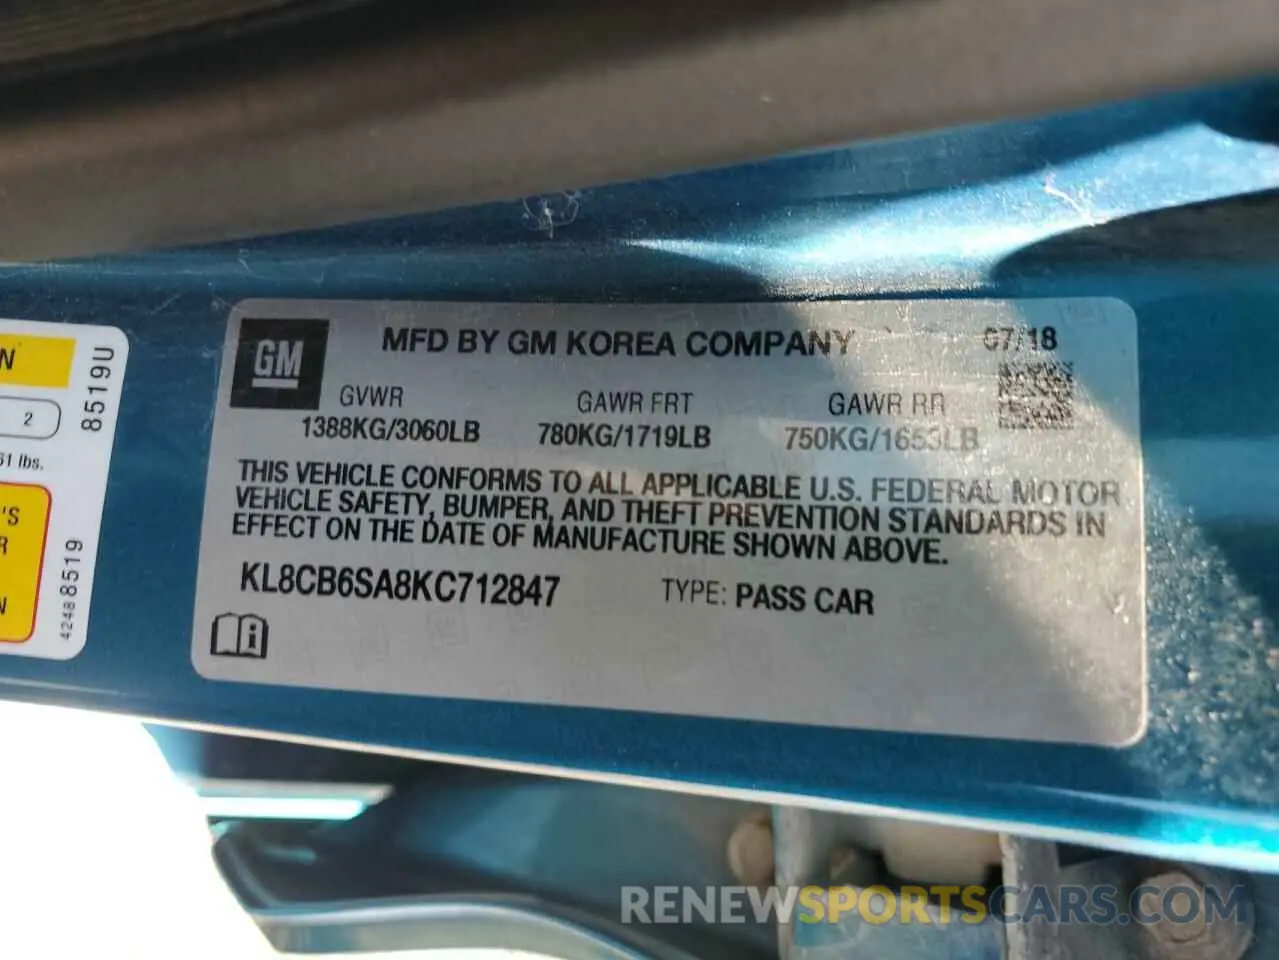 GM
MFD BY GM KOREA COMPANY 07/18
GVWR GAWR FRT GAWR RR
1388KG/3060LB 780KG/1719LB 750KG/1653LB
THIS VEHICLE CONFORMS TO ALL APPLICABLE U.S. FEDERAL MOTOR
VEHICLE SAFETY, BUMPER, AND THEFT PREVENTION STANDARDS IN
EFFECT ON THE DATE OF MANUFACTURE SHOWN ABOVE.
KL8CB6SA8KC712847 TYPE: PASS CAR
N
2
61 lbs.
'S
R
N
8519U
4248 8519
RENEWSPORTSCARS.COM